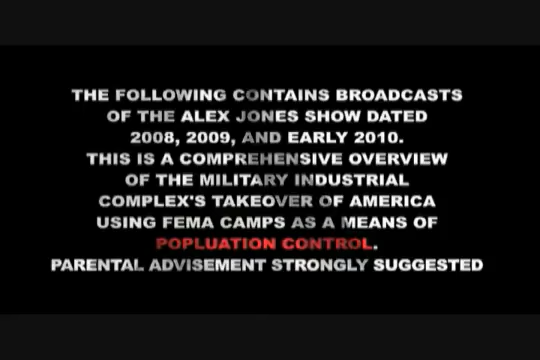 THE FOLLOWING CONTAINS BROADCASTS
OF THE ALEX JONES SHOW DATED
2008, 2009, AND EARLY 2010.
THIS IS A COMPREHENSIVE OVERVIEW
OF THE MILITARY INDUSTRIAL
COMPLEX'S TAKEOVER OF AMERICA
USING FEMA CAMPS AS A MEANS OF
POPLUATION CONTROL.
PARENTAL ADVISEMENT STRONGLY SUGGESTED